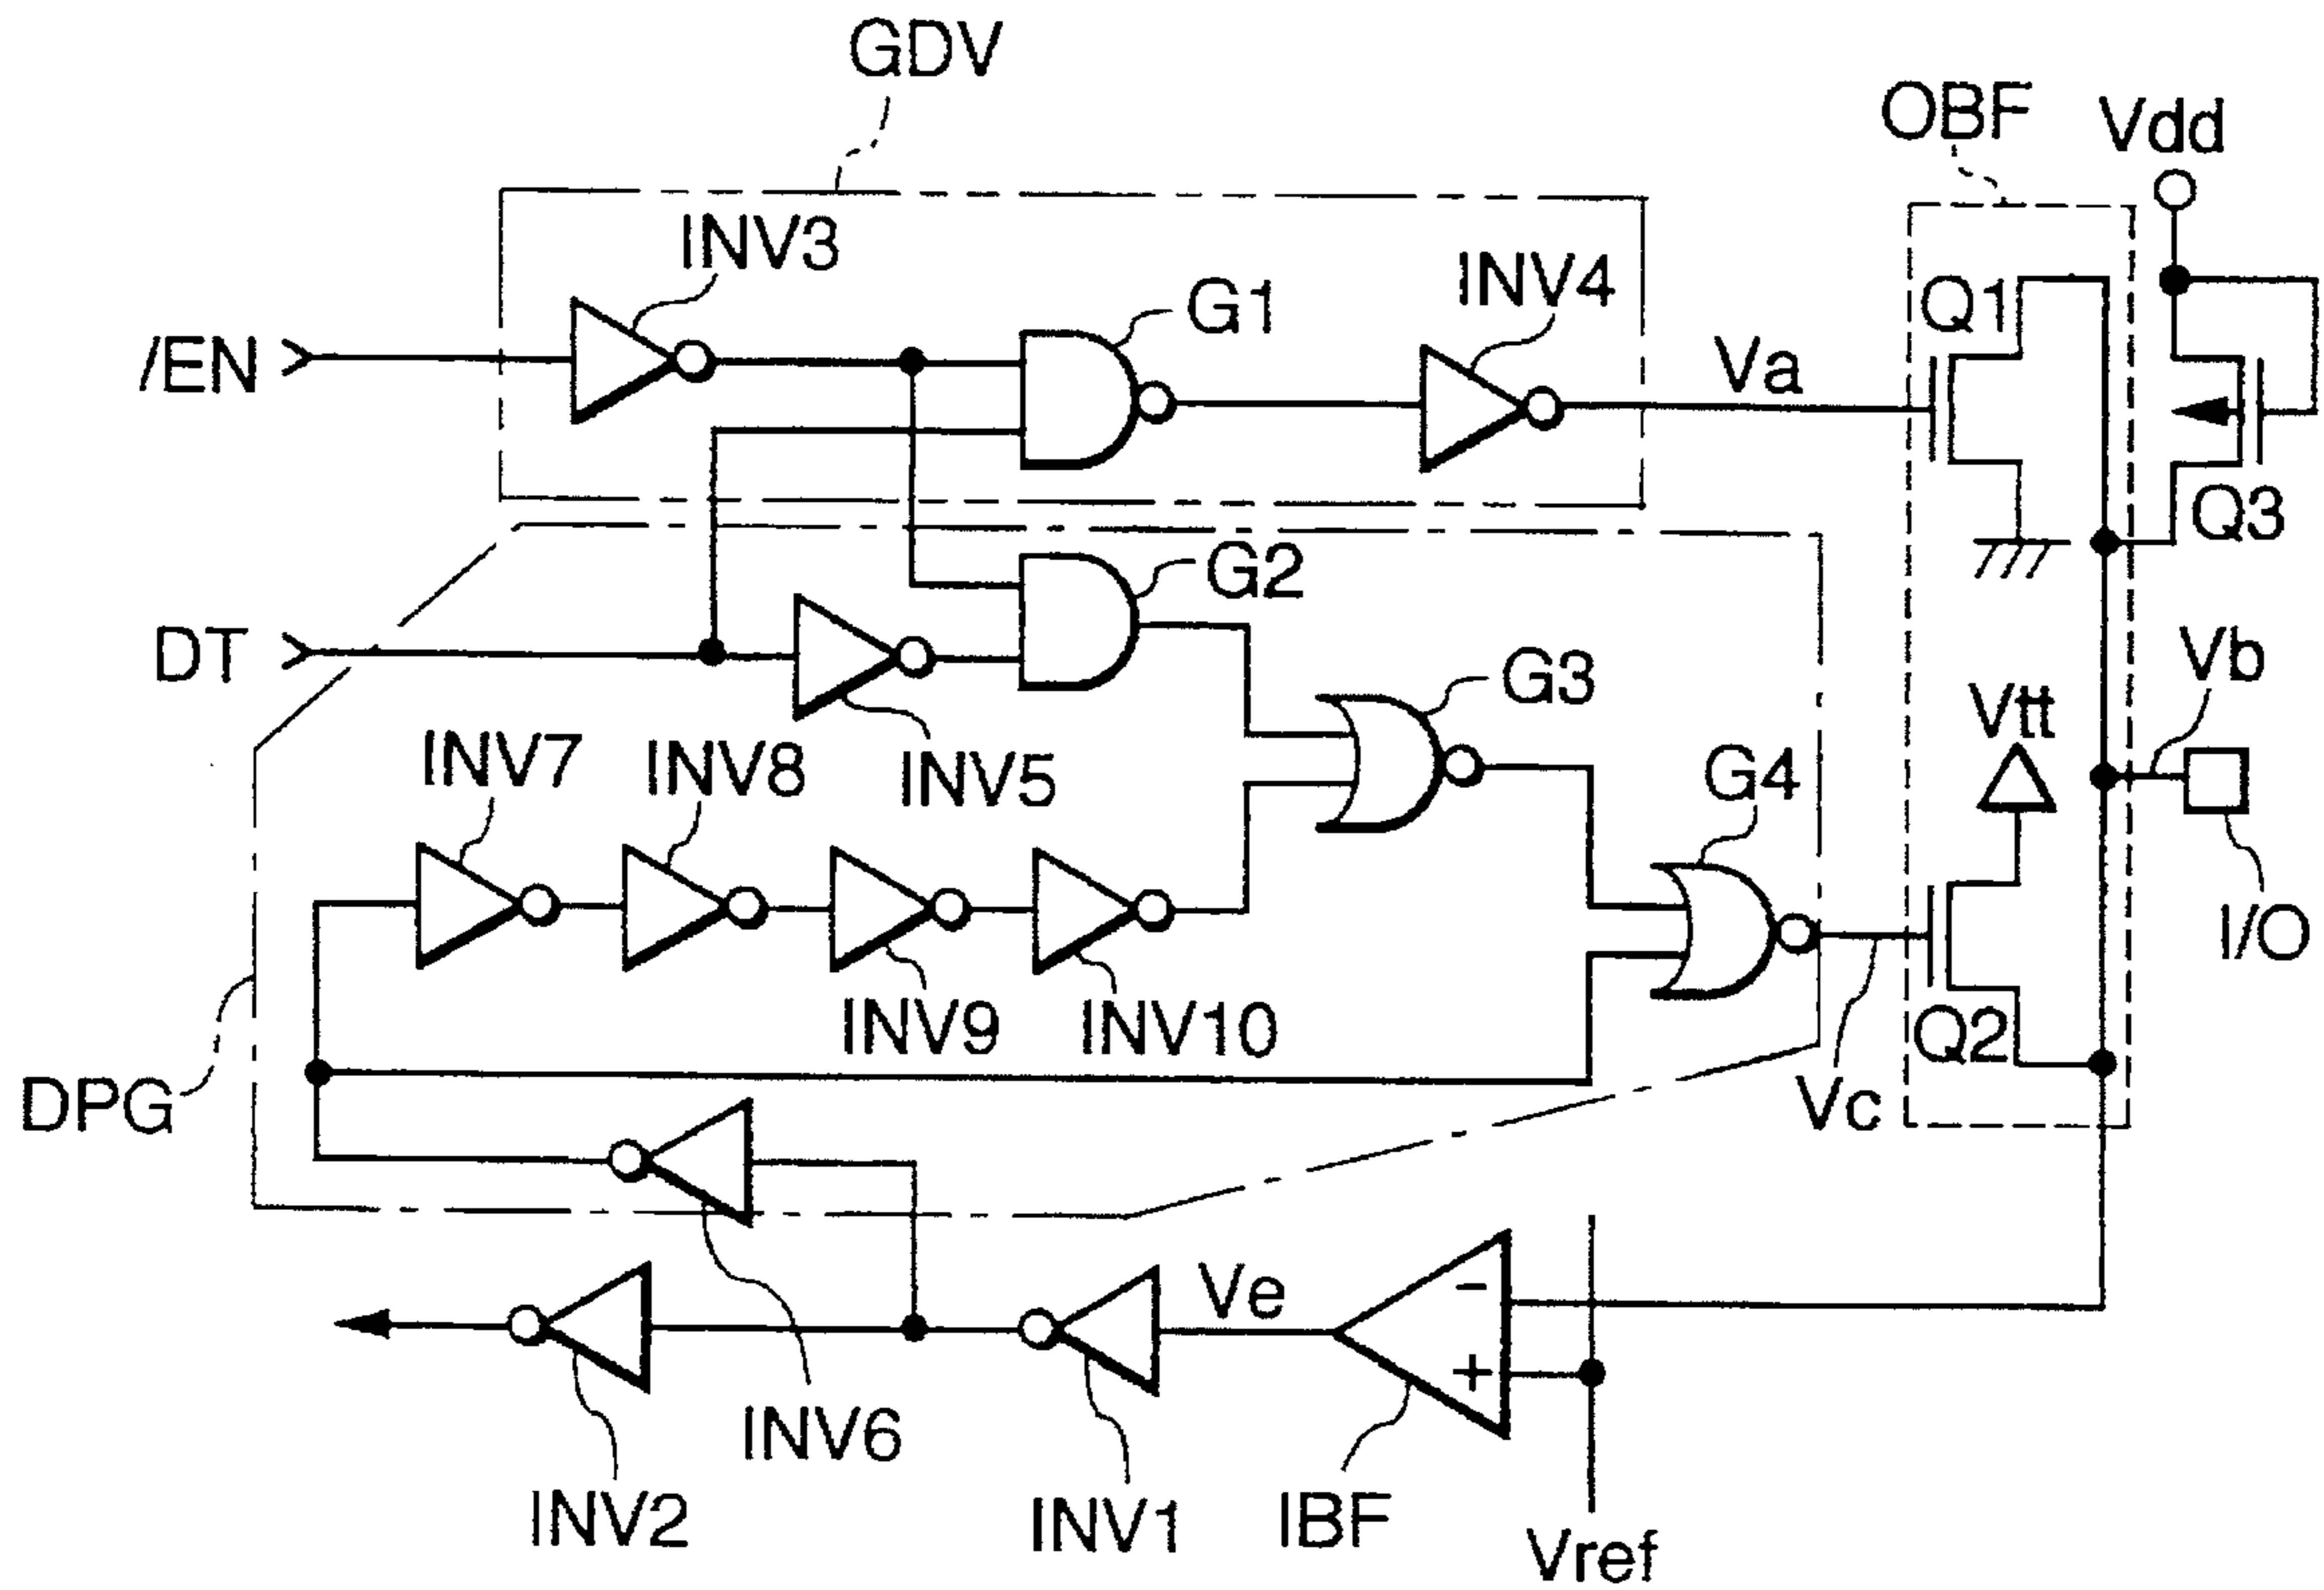 GDV
OBF
Vdd
INV3
INV4
G1
Q1
/EN
Va
Q3
G2
DT
Vb
G3
Vtt
INV7
INV8
INV5
G4
I/O
INV9
INV10
Q2
DPG
Vc
Ve
-
+
INV6
INV2
INV1
IBF
Vref